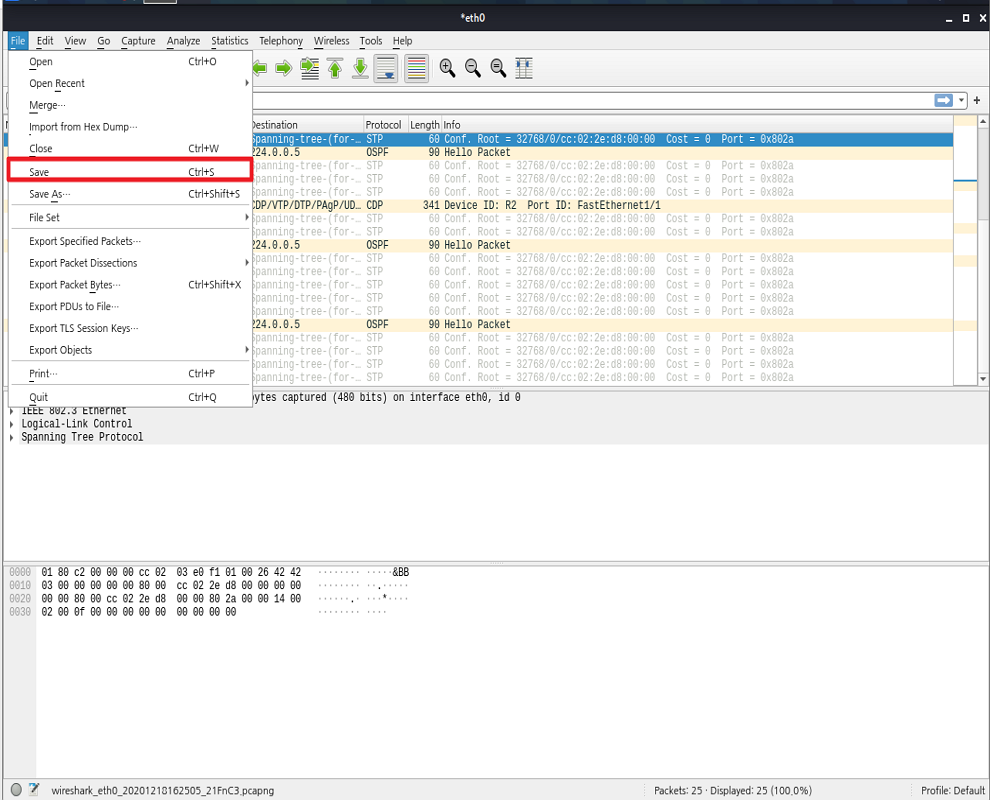 *eth0
File Edit View Go Capture Analyze Statistics Telephony Wireless Tools Help
Open Ctrl+O
Open Recent
Merge...
Import from Hex Dump...
Close Ctrl+W
Save Ctrl+S
Save As... Ctrl+Shift+S
File Set
Export Specified Packets...
Export Packet Dissections
Export Packet Bytes... Ctrl+Shift+X
Export PDUs to File...
Export TLS Session Keys...
Export Objects
Print... Ctrl+P
Quit Ctrl+Q
Destination Protocol Length Info
Spanning-tree-(for-… STP 60 Conf. Root = 32768/0/cc:02:2e:d8:00:00 Cost = 0 Port = 0x802a
224.0.0.5 OSPF 90 Hello Packet
Spanning-tree-(for-… STP 60 Conf. Root = 32768/0/cc:02:2e:d8:00:00 Cost = 0 Port = 0x802a
Spanning-tree-(for-… STP 60 Conf. Root = 32768/0/cc:02:2e:d8:00:00 Cost = 0 Port = 0x802a
Spanning-tree-(for-… STP 60 Conf. Root = 32768/0/cc:02:2e:d8:00:00 Cost = 0 Port = 0x802a
CDP/VTP/DTP/PAgP/UD… CDP 341 Device ID: R2 Port ID: FastEthernet1/1
Spanning-tree-(for-… STP 60 Conf. Root = 32768/0/cc:02:2e:d8:00:00 Cost = 0 Port = 0x802a
Spanning-tree-(for-… STP 60 Conf. Root = 32768/0/cc:02:2e:d8:00:00 Cost = 0 Port = 0x802a
224.0.0.5 OSPF 90 Hello Packet
Spanning-tree-(for-… STP 60 Conf. Root = 32768/0/cc:02:2e:d8:00:00 Cost = 0 Port = 0x802a
Spanning-tree-(for-… STP 60 Conf. Root = 32768/0/cc:02:2e:d8:00:00 Cost = 0 Port = 0x802a
Spanning-tree-(for-… STP 60 Conf. Root = 32768/0/cc:02:2e:d8:00:00 Cost = 0 Port = 0x802a
Spanning-tree-(for-… STP 60 Conf. Root = 32768/0/cc:02:2e:d8:00:00 Cost = 0 Port = 0x802a
Spanning-tree-(for-… STP 60 Conf. Root = 32768/0/cc:02:2e:d8:00:00 Cost = 0 Port = 0x802a
224.0.0.5 OSPF 90 Hello Packet
Spanning-tree-(for-… STP 60 Conf. Root = 32768/0/cc:02:2e:d8:00:00 Cost = 0 Port = 0x802a
Spanning-tree-(for-… STP 60 Conf. Root = 32768/0/cc:02:2e:d8:00:00 Cost = 0 Port = 0x802a
Spanning-tree-(for-… STP 60 Conf. Root = 32768/0/cc:02:2e:d8:00:00 Cost = 0 Port = 0x802a
Spanning-tree-(for-… STP 60 Conf. Root = 32768/0/cc:02:2e:d8:00:00 Cost = 0 Port = 0x802a
bytes captured (480 bits) on interface eth0, id 0
IEEE 802.3 Ethernet
Logical-Link Control
Spanning Tree Protocol
0000 01 80 c2 00 00 00 cc 02 03 e0 f1 01 00 26 42 42 ········ ·····&BB
0010 03 00 00 00 00 00 80 00 cc 02 2e d8 00 00 00 00 ········ ··.·····
0020 00 00 80 00 cc 02 2e d8 00 00 80 2a 00 00 14 00 ······.· ···*····
0030 02 00 0f 00 00 00 00 00 00 00 00 00 ········ ····
wireshark_eth0_20201218162505_21FnC3.pcapng Packets: 25 · Displayed: 25 (100,0%) Profile: Default